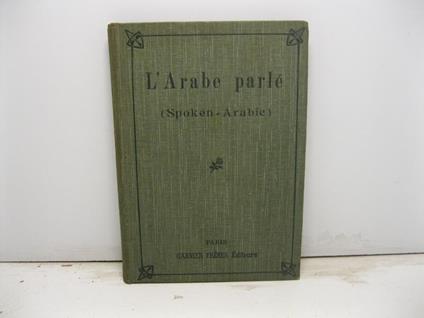 L'Arabe parlé
(Spoken-Arabic)
PARIS
GARNIER FRÈRES Éditeurs